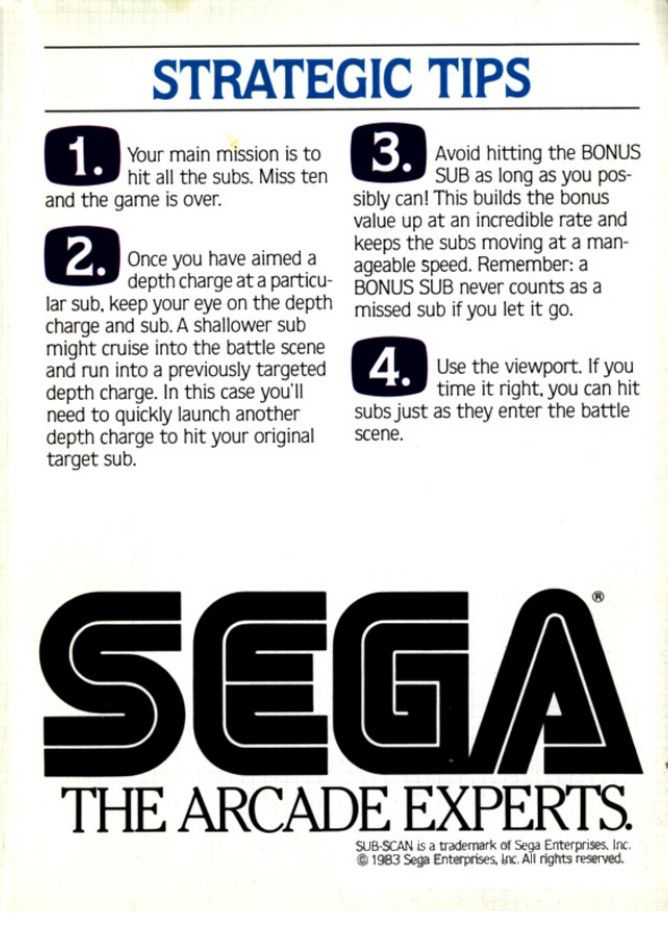 STRATEGIC TIPS
1. Your main mission is to
hit all the subs. Miss ten
and the game is over.
2. Once you have aimed a
depth charge at a particu-
lar sub, keep your eye on the depth
charge and sub. A shallower sub
might cruise into the battle scene
and run into a previously targeted
depth charge. In this case you'll
need to quickly launch another
depth charge to hit your original
target sub.
3. Avoid hitting the BONUS
SUB as long as you pos-
sibly can! This builds the bonus
value up at an incredible rate and
keeps the subs moving at a man-
ageable speed. Remember: a
BONUS SUB never counts as a
missed sub if you let it go.
4. Use the viewport. If you
time it right, you can hit
subs just as they enter the battle
scene.
SEGA®
THE ARCADE EXPERTS.
SUB-SCAN is a trademark of Sega Enterprises, Inc.
© 1983 Sega Enterprises, Inc. All rights reserved.